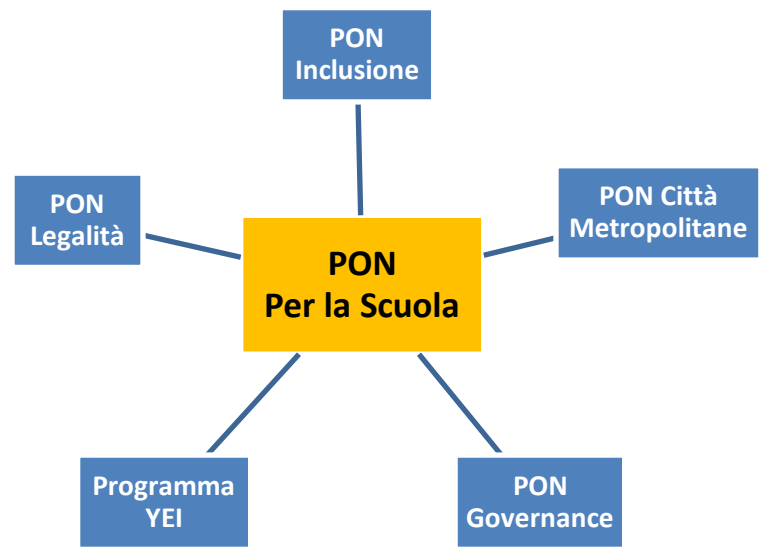 PON
Inclusione
PON
Legalità
PON Città
Metropolitane
PON
Per la Scuola
Programma
YEI
PON
Governance